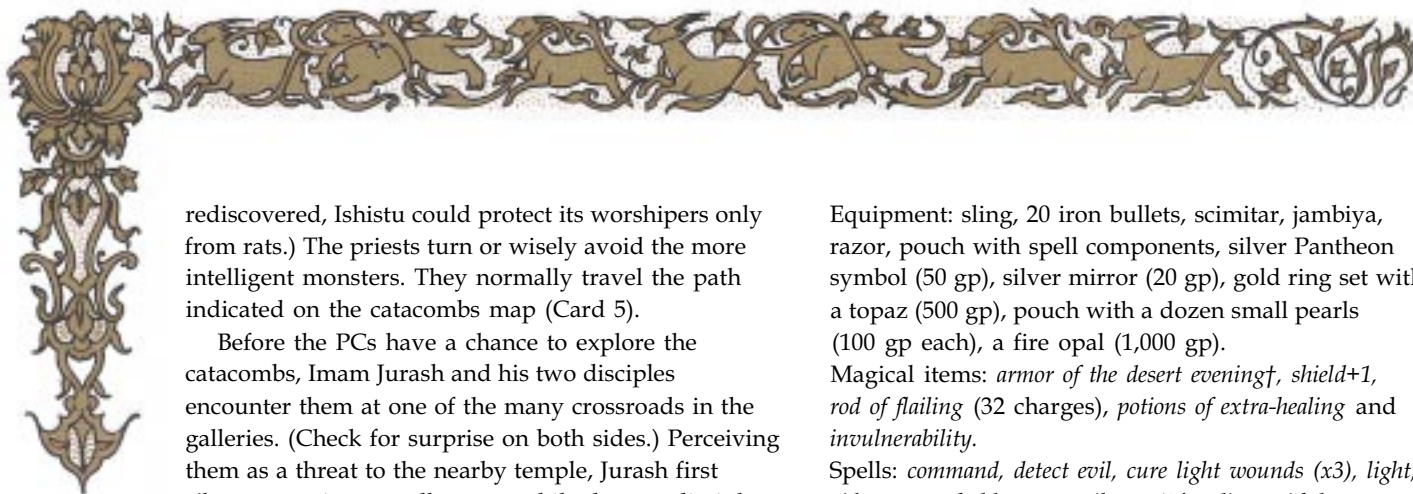 rediscovered, Ishistu could protect its worshipers only
from rats.) The priests turn or wisely avoid the more
intelligent monsters. They normally travel the path
indicated on the catacombs map (Card 5).
Before the PCs have a chance to explore the
catacombs, Imam Jurash and his two disciples
encounter them at one of the many crossroads in the
galleries. (Check for surprise on both sides.) Perceiving
them as a threat to the nearby temple, Jurash first
Equipment: sling, 20 iron bullets, scimitar, jambiya,
razor, pouch with spell components, silver Pantheon
symbol (50 gp), silver mirror (20 gp), gold ring set with
a topaz (500 gp), pouch with a dozen small pearls
(100 gp each), a fire opal (1,000 gp).
Magical items: armor of the desert evening†, shield+1,
rod of flailing (32 charges), potions of extra-healing and
invulnerability.
Spells: command, detect evil, cure light wounds (x3), light,